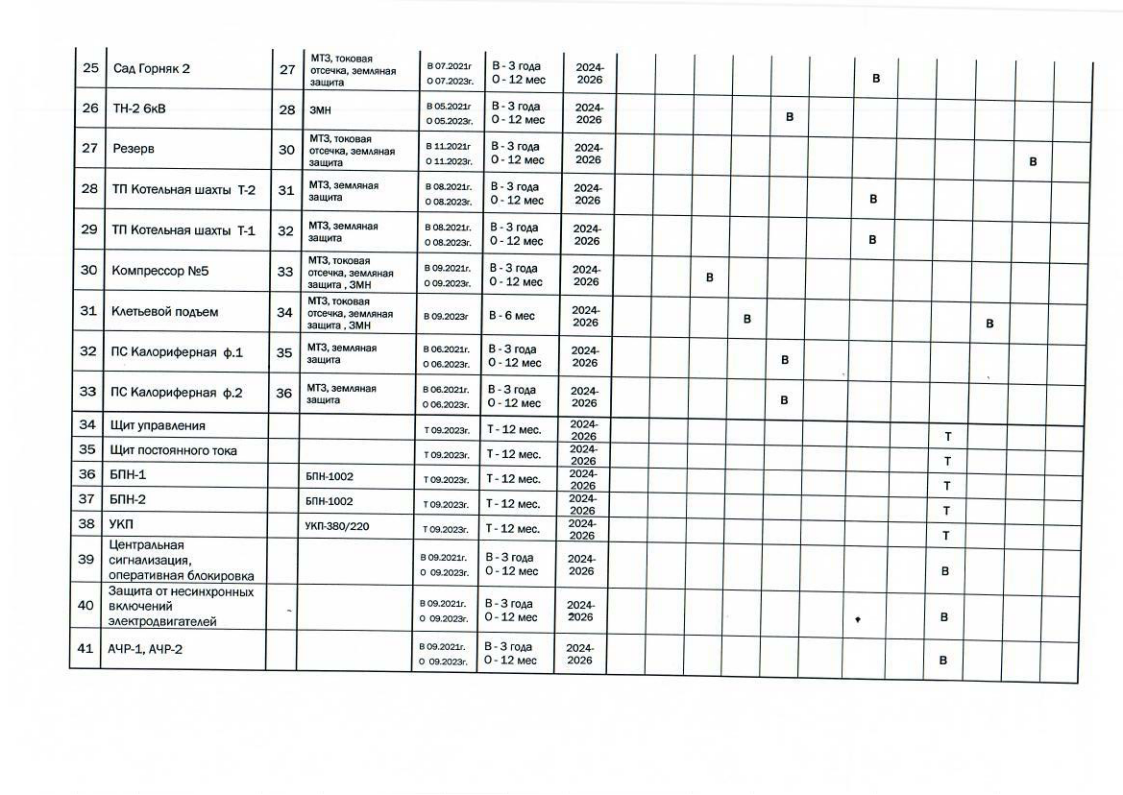 25 Сад Горняк 2 27 МТЗ, токовая отсечка, земляная защита В 07.2021г О 07.2023г. В - 3 года О - 12 мес 2024-2026 В
26 ТН-2 6кВ 28 ЗМН В 05.2021г О 05.2023г. В - 3 года О - 12 мес 2024-2026 В
27 Резерв 30 МТЗ, токовая отсечка, земляная защита В 11.2021г О 11.2023г. В - 3 года О - 12 мес 2024-2026 В
28 ТП Котельная шахты Т-2 31 МТЗ, земляная защита В 08.2021г. О 08.2023г. В - 3 года О - 12 мес 2024-2026 В
29 ТП Котельная шахты Т-1 32 МТЗ, земляная защита В 08.2021г. О 08.2023г. В - 3 года О - 12 мес 2024-2026 В
30 Компрессор №5 33 МТЗ, токовая отсечка, земляная защита , ЗМН В 09.2021г. О 09.2023г. В - 3 года О - 12 мес 2024-2026 В
31 Клетьевой подъем 34 МТЗ, токовая отсечка, земляная защита , ЗМН В 09.2023г В - 6 мес 2024-2026 В В
32 ПС Калориферная ф.1 35 МТЗ, земляная защита В 06.2021г. О 06.2023г. В - 3 года О - 12 мес 2024-2026 В
33 ПС Калориферная ф.2 36 МТЗ, земляная защита В 06.2021г. О 06.2023г. В - 3 года О - 12 мес 2024-2026 В
34 Щит управления Т 09.2023г. Т - 12 мес. 2024-2026 Т
35 Щит постоянного тока Т 09.2023г. Т - 12 мес. 2024-2026 Т
36 БПН-1 БПН-1002 Т 09.2023г. Т - 12 мес. 2024-2026 Т
37 БПН-2 БПН-1002 Т 09.2023г. Т - 12 мес. 2024-2026 Т
38 УКП УКП-380/220 Т 09.2023г. Т - 12 мес. 2024-2026 Т
39 Центральная сигнализация, оперативная блокировка В 09.2021г. О 09.2023г. В - 3 года О - 12 мес 2024-2026 В
40 Защита от несинхронных включений электродвигателей В 09.2021г. О 09.2023г. В - 3 года О - 12 мес 2024-2026 В
41 АЧР-1, АЧР-2 В 09.2021г. О 09.2023г. В - 3 года О - 12 мес 2024-2026 В